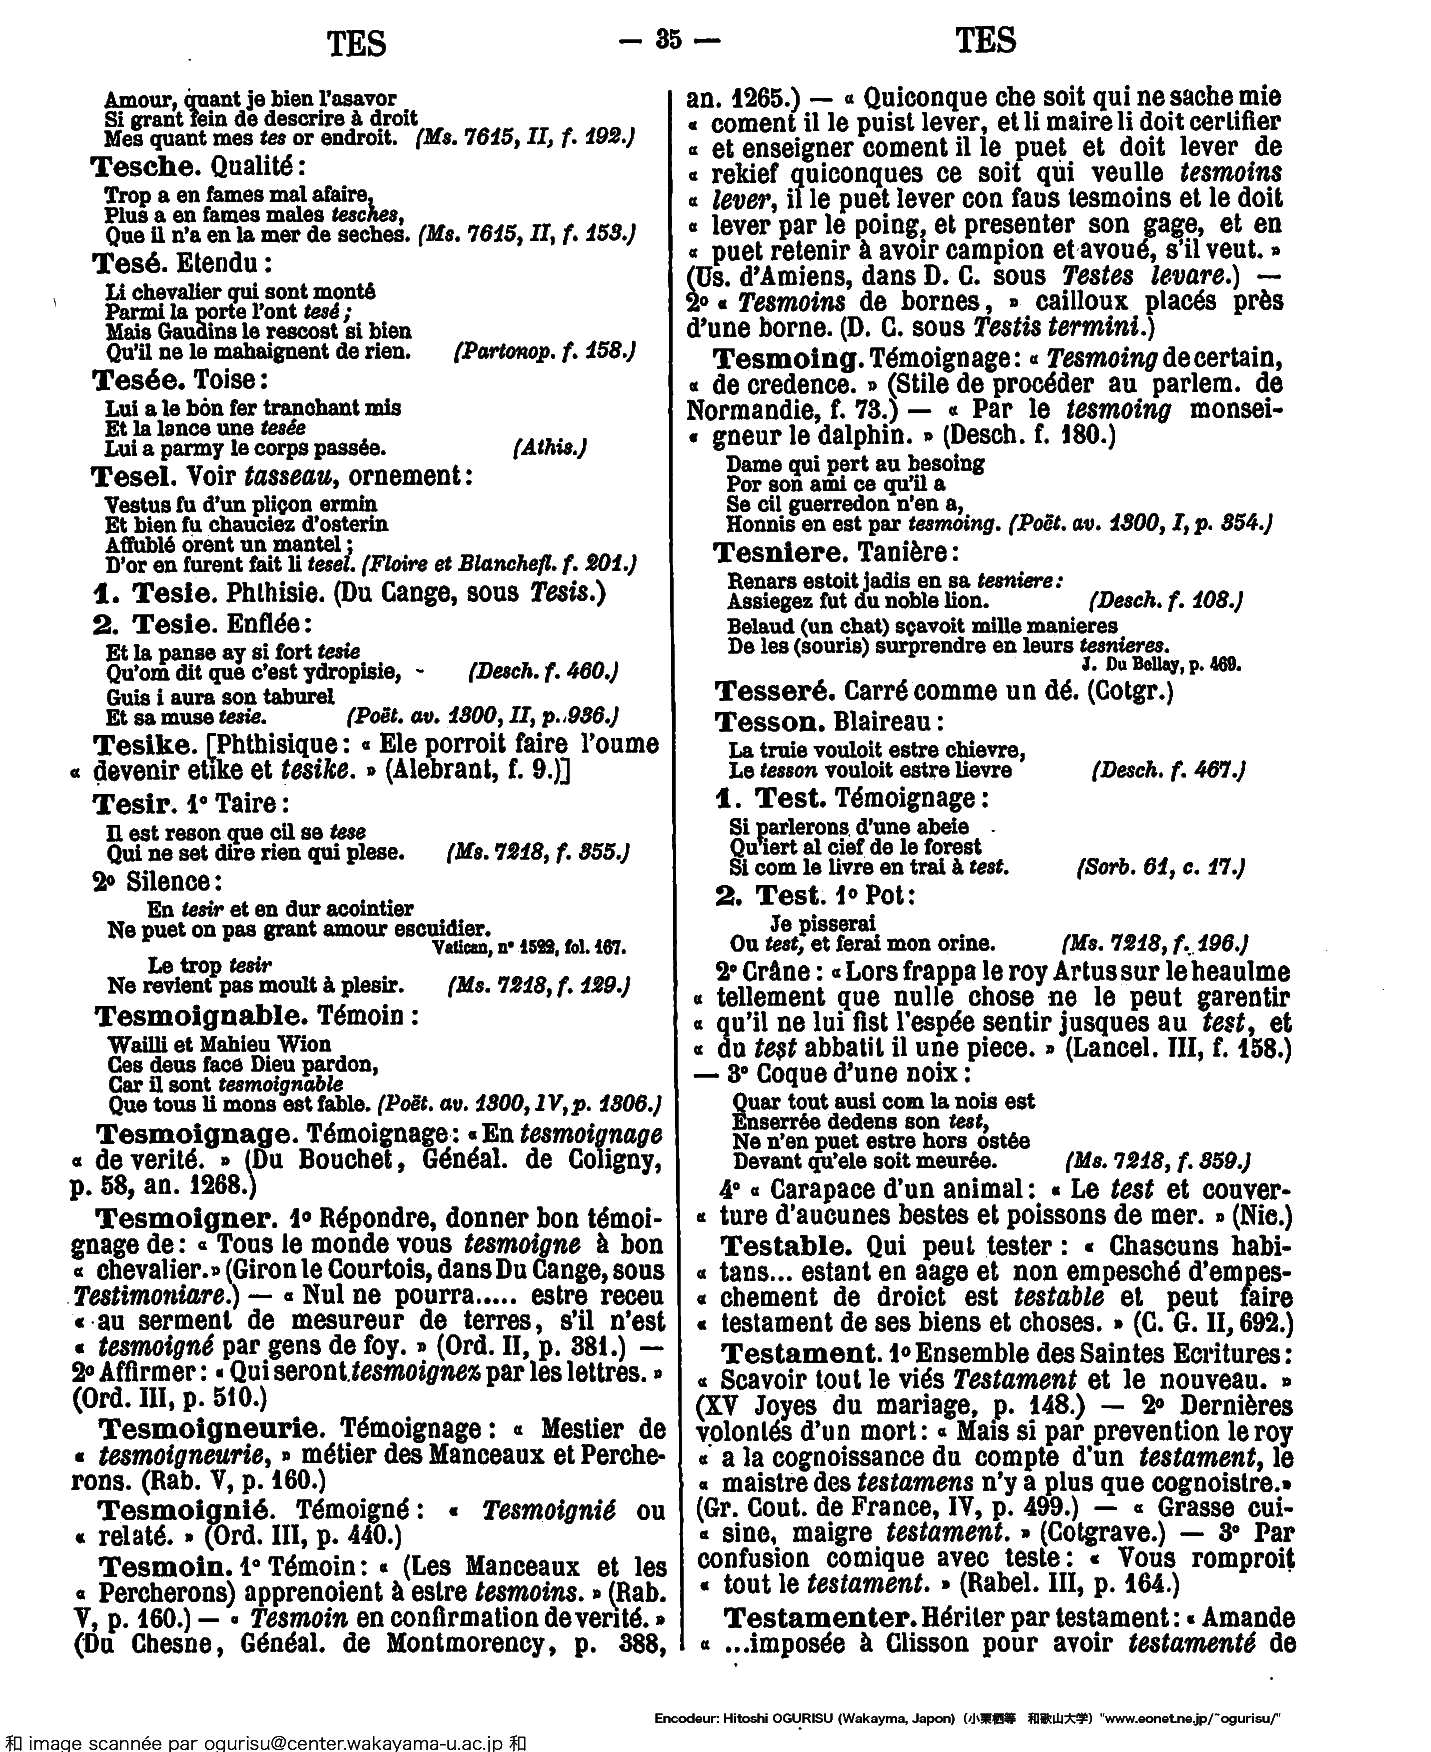 TES — 35 — TES
Amour, quant je bien l'asavor
Si grant fein de descrire à droit
Mes quant mes tes or endroit. (Ms. 7615, II, f. 192.)
Tesche. Qualité :
Trop a en fames mal afaire,
Plus a en fames males tesches,
Que il n'a en la mer de seches. (Ms. 7615, II, f. 153.)
Tesé. Etendu :
Li chevalier qui sont monté
Parmi la porte l'ont tesé ;
Mais Gaudins le rescost si bien
Qu'il ne le mahaignent de rien. (Partonop. f. 158.)
Tesée. Toise :
Lui a le bon fer tranchant mis
Et la lance une tesée
Lui a parmy le corps passée. (Athis.)
Tesel. Voir tasseau, ornement :
Vestus fu d'un pliçon ermin
Et bien fu chauciez d'osterin
Affublé orent un mantel ;
D'or en furent fait li tesel. (Floire et Blanchefl. f. 201.)
1. Tesie. Phthisie. (Du Cange, sous Tesis.)
2. Tesie. Enflée :
Et la panse ay si fort tesie
Qu'om dit que c'est ydropisie, - (Desch. f. 460.)
Guis i aura son taburel
Et sa muse tesie. (Poët. av. 1300, II, p. 936.)
Tesike. [Phthisique : « Ele porroit faire l'oume
« devenir etike et tesike. » (Alebrant, f. 9.)]
Tesir. 1° Taire :
Il est reson que cil se tese
Qui ne set dire rien qui plese. (Ms. 7218, f. 355.)
2° Silence :
En tesir et en dur acointier
Ne puet on pas grant amour escuidier.
Vatican, n° 1522, fol. 167.
Le trop tesir
Ne revient pas moult à plesir. (Ms. 7218, f. 129.)
Tesmoignable. Témoin :
Wailli et Mahieu Wion
Ces deus face Dieu pardon,
Car il sont tesmoignable
Que tous li mons est fable. (Poët. av. 1300, IV, p. 1306.)
Tesmoignage. Témoignage : « En tesmoignage
« de verité. » (Du Bouchet, Généal. de Coligny,
p. 58, an. 1268.)
Tesmoigner. 1° Répondre, donner bon témoi-
gnage de : « Tous le monde vous tesmoigne à bon
« chevalier. » (Giron le Courtois, dans Du Cange, sous
Testimoniare.) — « Nul ne pourra..... estre receu
« au serment de mesureur de terres, s'il n'est
« tesmoigné par gens de foy. » (Ord. II, p. 381.) —
2° Affirmer : « Qui seront tesmoignez par les lettres. »
(Ord. III, p. 510.)
Tesmoigneurie. Témoignage : « Mestier de
« tesmoigneurie, » métier des Manceaux et Perche-
rons. (Rab. V, p. 160.)
Tesmoignié. Témoigné : « Tesmoignié ou
« relaté. » (Ord. III, p. 440.)
Tesmoin. 1° Témoin : « (Les Manceaux et les
« Percherons) apprenoient à estre tesmoins. » (Rab.
V, p. 160.) — « Tesmoin en confirmation de verité. »
(Du Chesne, Généal. de Montmorency, p. 388,
an. 1265.) — « Quiconque che soit qui ne sache mie
« coment il le puist lever, et li maire li doit certifier
« et enseigner coment il le puet et doit lever de
« rekief quiconques ce soit qui veulle tesmoins
« lever, il le puet lever con faus tesmoins et le doit
« lever par le poing, et presenter son gage, et en
« puet retenir à avoir campion et avoué, s'il veut. »
(Us. d'Amiens, dans D. C. sous Testes levare.) —
2° « Tesmoins de bornes, » cailloux placés près
d'une borne. (D. C. sous Testis termini.)
Tesmoing. Témoignage : « Tesmoing de certain,
« de credence. » (Stile de procéder au parlem. de
Normandie, f. 73.) — « Par le tesmoing monsei-
« gneur le dalphin. » (Desch. f. 180.)
Dame qui pert au besoing
Por son ami ce qu'il a
Se cil guerredon n'en a,
Honnis en est par tesmoing. (Poët. av. 1300, I, p. 354.)
Tesniere. Tanière :
Renars estoit jadis en sa tesniere :
Assiegez fut du noble lion. (Desch. f. 108.)
Belaud (un chat) sçavoit mille manieres
De les (souris) surprendre en leurs tesnieres.
J. Du Bellay, p. 469.
Tesseré. Carré comme un dé. (Cotgr.)
Tesson. Blaireau :
La truie vouloit estre chievre,
Le tesson vouloit estre lievre (Desch. f. 467.)
1. Test. Témoignage :
Si parlerons d'une abeie
Qu'iert al cief de le forest
Si com le livre en trai à test. (Sorb. 61, c. 17.)
2. Test. 1° Pot :
Je pisserai
Ou test, et ferai mon orine. (Ms. 7218, f. 196.)
2° Crâne : « Lors frappa le roy Artus sur le heaulme
« tellement que nulle chose ne le peut garentir
« qu'il ne lui fist l'espée sentir jusques au test, et
« du test abbatit il une piece. » (Lancel. III, f. 158.)
— 3° Coque d'une noix :
Quar tout ausi com la nois est
Enserrée dedens son test,
Ne n'en puet estre hors ostée
Devant qu'ele soit meurée. (Ms. 7218, f. 359.)
4° « Carapace d'un animal : « Le test et couver-
« ture d'aucunes bestes et poissons de mer. » (Nic.)
Testable. Qui peut tester : « Chascuns habi-
« tans... estant en aage et non empesché d'empes-
« chement de droict est testable et peut faire
« testament de ses biens et choses. » (C. G. II, 692.)
Testament. 1° Ensemble des Saintes Ecritures :
« Scavoir tout le viés Testament et le nouveau. »
(XV Joyes du mariage, p. 148.) — 2° Dernières
volontés d'un mort : « Mais si par prevention le roy
« a la cognoissance du compte d'un testament, le
« maistre des testamens n'y a plus que cognoistre. »
(Gr. Cout. de France, IV, p. 499.) — « Grasse cui-
« sine, maigre testament. » (Cotgrave.) — 3° Par
confusion comique avec teste : « Vous romproit
« tout le testament. » (Rabel. III, p. 164.)
Testamenter. Hériter par testament : « Amande
« ...imposée à Clisson pour avoir testamenté de
Encodeur: Hitoshi OGURISU (Wakayma, Japon) (小栗栖等 和歌山大学) "www.eonet.ne.jp/~ogurisu/"
和 image scannée par ogurisu@center.wakayama-u.ac.jp 和